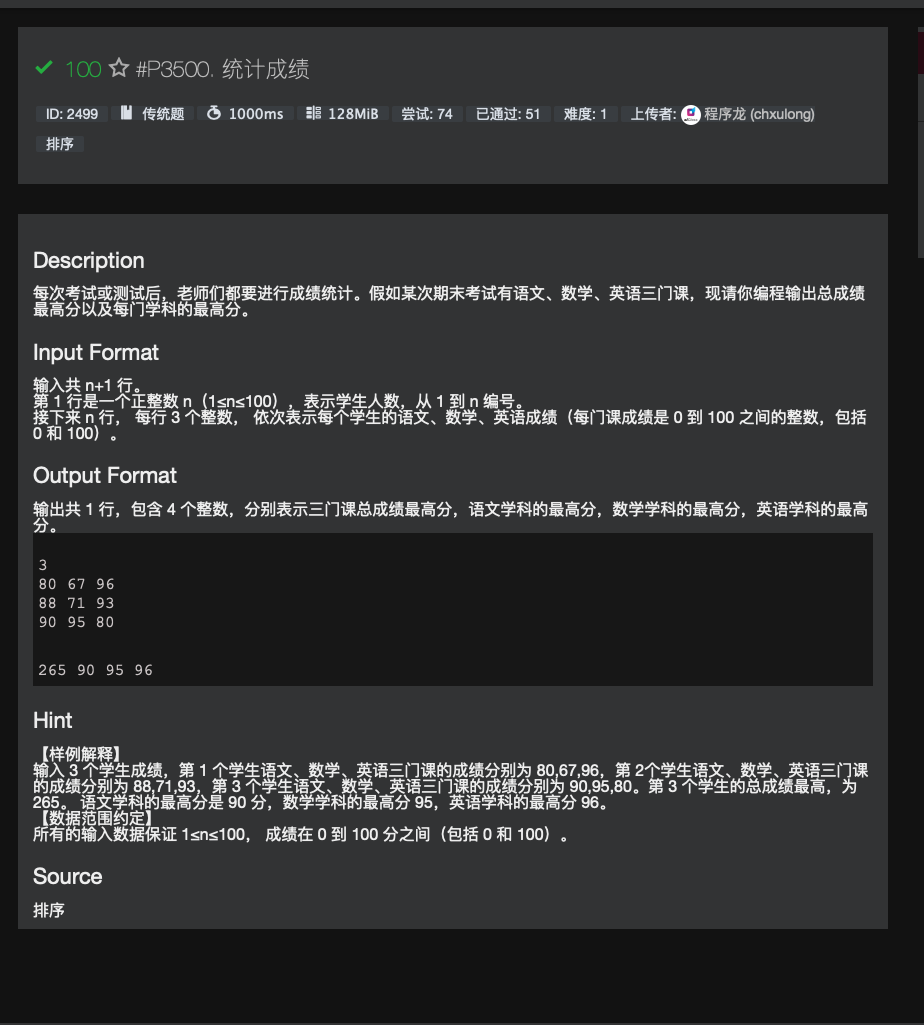 100 #P3500. 统计成绩
ID: 2499 传统题 1000ms 128MiB 尝试: 74 已通过: 51 难度: 1 上传者: 程序龙 (chxulong)
排序
Description
每次考试或测试后，老师们都要进行成绩统计。假如某次期末考试有语文、数学、英语三门课，现请你编程输出总成绩
最高分以及每门学科的最高分。
Input Format
输入共 n+1 行。
第 1 行是一个正整数 n（1≤n≤100），表示学生人数，从 1 到 n 编号。
接下来 n 行， 每行 3 个整数， 依次表示每个学生的语文、数学、英语成绩（每门课成绩是 0 到 100 之间的整数，包括
0 和 100）。
Output Format
输出共 1 行，包含 4 个整数，分别表示三门课总成绩最高分，语文学科的最高分，数学学科的最高分，英语学科的最高
分。
3
80 67 96
88 71 93
90 95 80
265 90 95 96
Hint
【样例解释】
输入 3 个学生成绩，第 1 个学生语文、数学、英语三门课的成绩分别为 80,67,96，第 2个学生语文、数学、英语三门课
的成绩分别为 88,71,93，第 3 个学生语文、数学、英语三门课的成绩分别为 90,95,80。第 3 个学生的总成绩最高，为
265。 语文学科的最高分是 90 分，数学学科的最高分 95，英语学科的最高分 96。
【数据范围约定】
所有的输入数据保证 1≤n≤100， 成绩在 0 到 100 分之间（包括 0 和 100）。
Source
排序